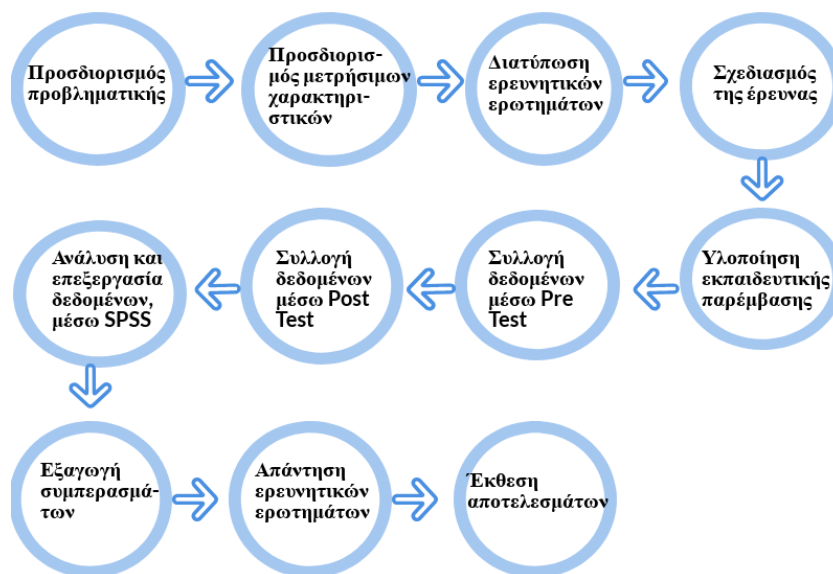 Προσδιορισμός
προβληματικής
Προσδιορισ-
μός μετρήσιμων
χαρακτηρι-
στικών
Διατύπωση
ερευνητικών
ερωτημάτων
Σχεδιασμός
της έρευνας
Υλοποίηση
εκπαιδευτικής
παρέμβασης
Συλλογή
δεδομένων
μέσω Pre
Test
Συλλογή
δεδομένων
μέσω Post
Test
Ανάλυση και
επεξεργασία
δεδομένων,
μέσω SPSS
Εξαγωγή
συμπερασμά-
των
Απάντηση
ερευνητικών
ερωτημάτων
Έκθεση
αποτελεσμάτων